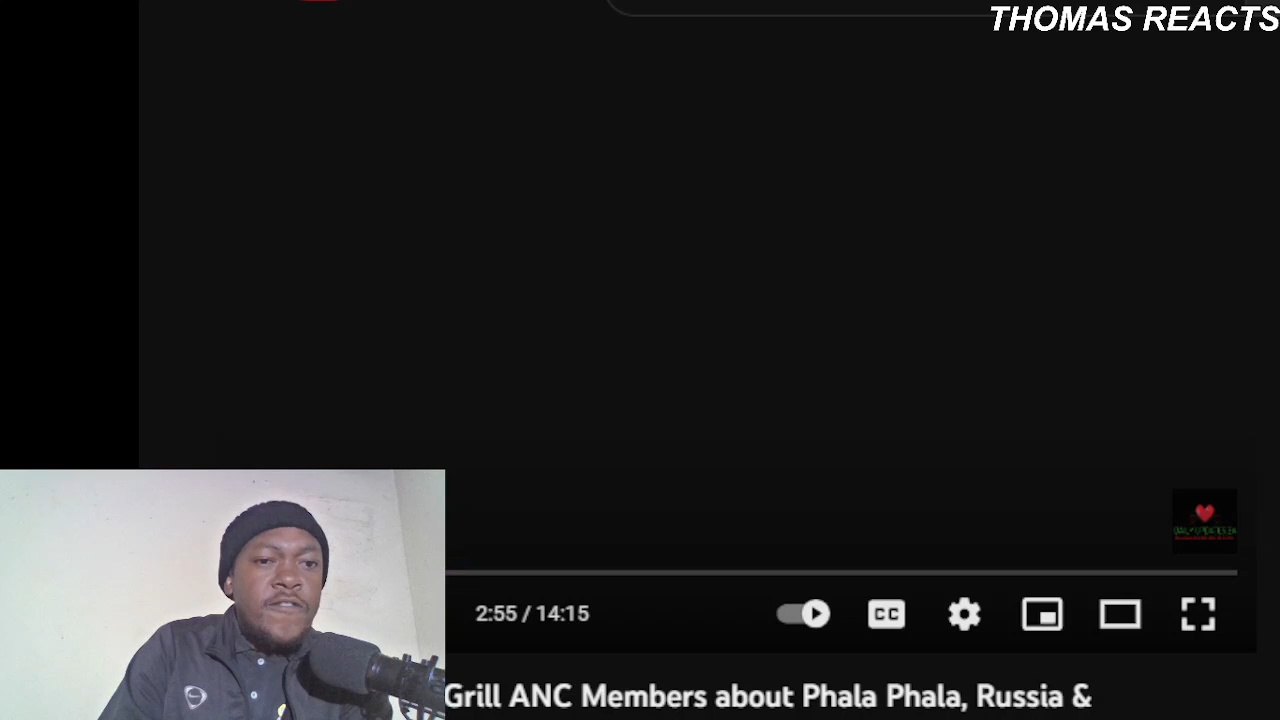 THOMAS REACTS
2:55 / 14:15
CC
Grill ANC Members about Phala Phala, Russia &